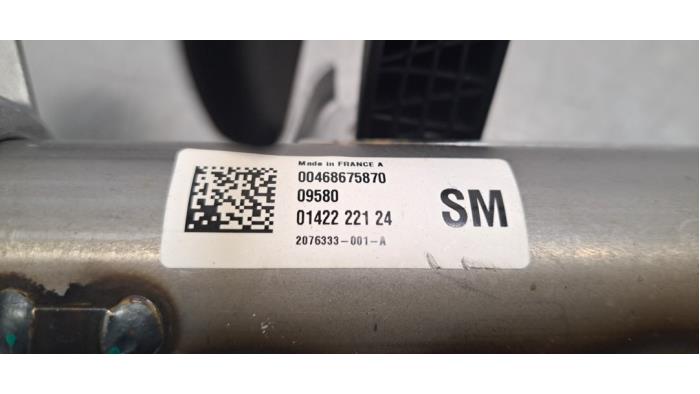 Made in FRANCE A
00468675870
09580
01422 221 24
SM
2076333-001-A